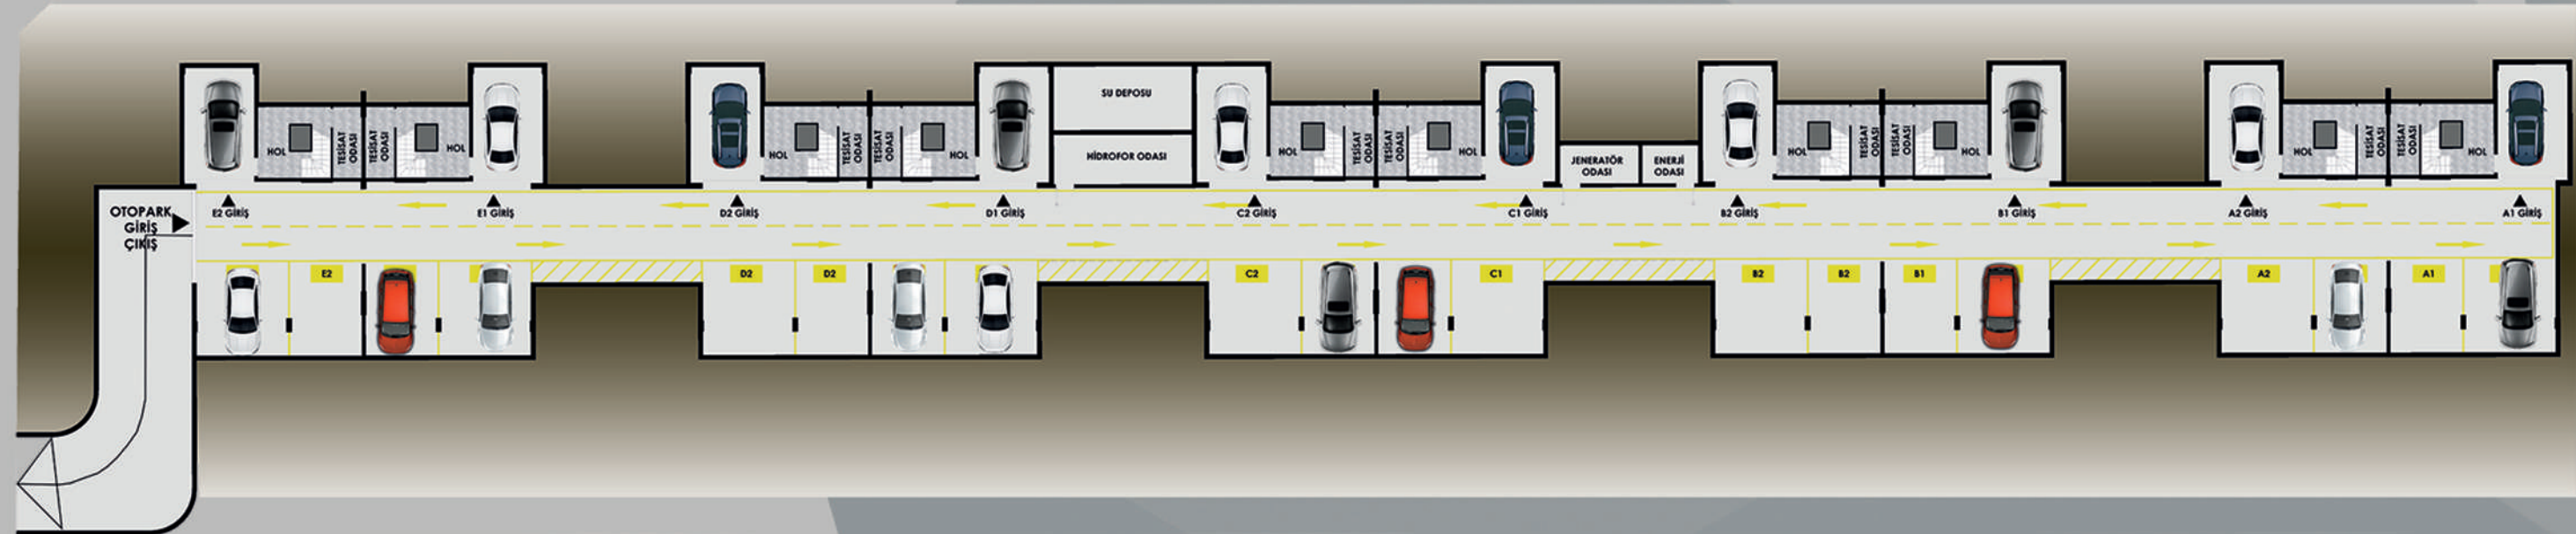 SU DEPOSU
HİDROFOR ODASI
HOL
TESİSAT
ODASI
TESİSAT
ODASI
HOL
HOL
TESİSAT
ODASI
TESİSAT
ODASI
HOL
HOL
TESİSAT
ODASI
TESİSAT
ODASI
HOL
JENERATÖR
ODASI
ENERJİ
ODASI
HOL
TESİSAT
ODASI
TESİSAT
ODASI
HOL
HOL
TESİSAT
ODASI
TESİSAT
ODASI
HOL
OTOPARK
GİRİŞ
ÇIKIŞ
E2 GİRİŞ
E1 GİRİŞ
D2 GİRİŞ
D1 GİRİŞ
C2 GİRİŞ
C1 GİRİŞ
B2 GİRİŞ
B1 GİRİŞ
A2 GİRİŞ
A1 GİRİŞ
E2
D2
D2
C2
C1
B2
B2
B1
A2
A1